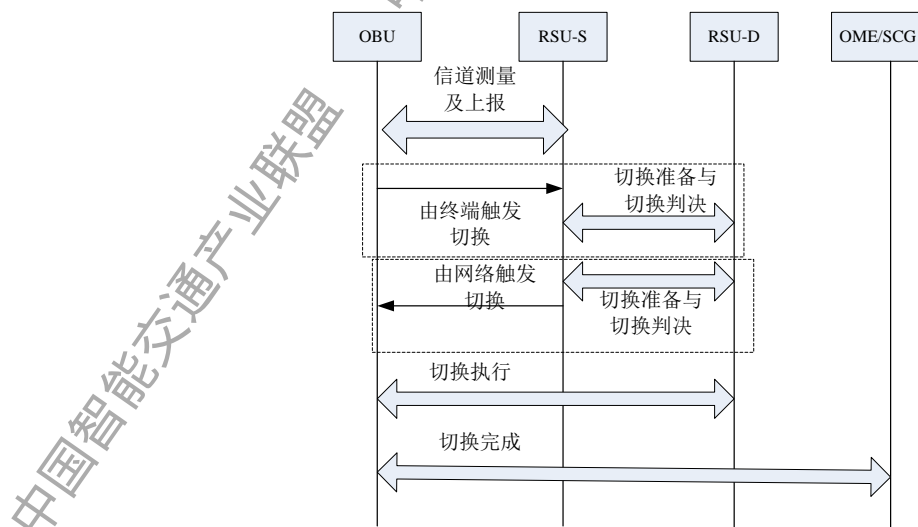 OBU
RSU-S
RSU-D
OME/SCG
信道测量
及上报
切换准备与
切换判决
由终端触发
切换
由网络触发
切换
切换准备与
切换判决
切换执行
切换完成
中国智能交通产业联盟